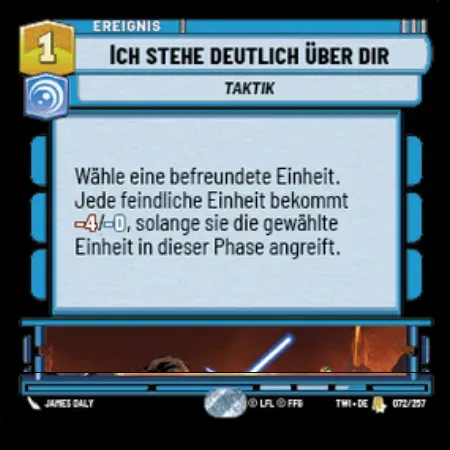 EREIGNIS
1
ICH STEHE DEUTLICH ÜBER DIR
TAKTIK
Wähle eine befreundete Einheit.
Jede feindliche Einheit bekommt
-4/-0, solange sie die gewählte
Einheit in dieser Phase angreift.
JAMES DALY
© LFL © FFG
TWI • DE
072/257